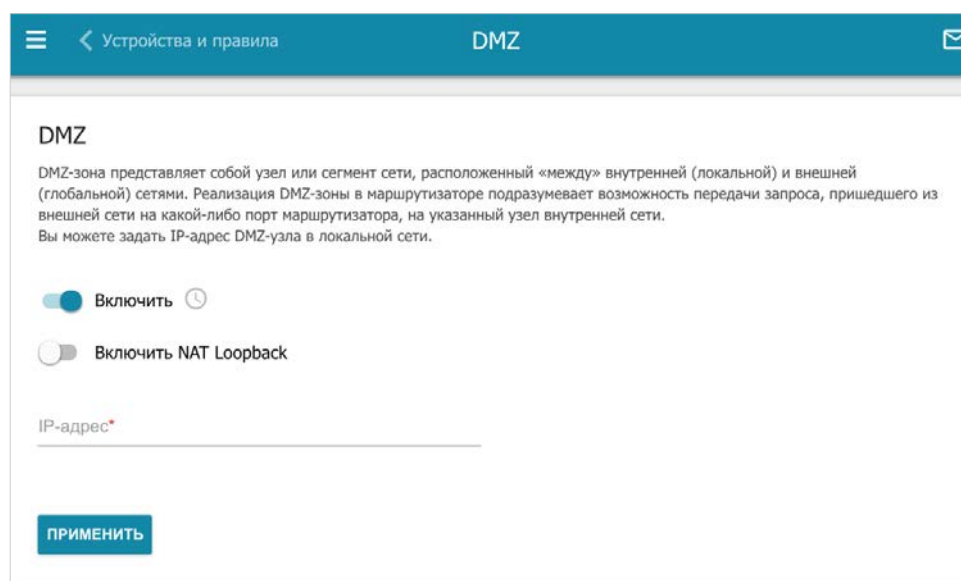 Устройства и правила
DMZ
DMZ
DMZ-зона представляет собой узел или сегмент сети, расположенный «между» внутренней (локальной) и внешней
(глобальной) сетями. Реализация DMZ-зоны в маршрутизаторе подразумевает возможность передачи запроса, пришедшего из
внешней сети на какой-либо порт маршрутизатора, на указанный узел внутренней сети.
Вы можете задать IP-адрес DMZ-узла в локальной сети.
Включить
Включить NAT Loopback
IP-адрес*
ПРИМЕНИТЬ